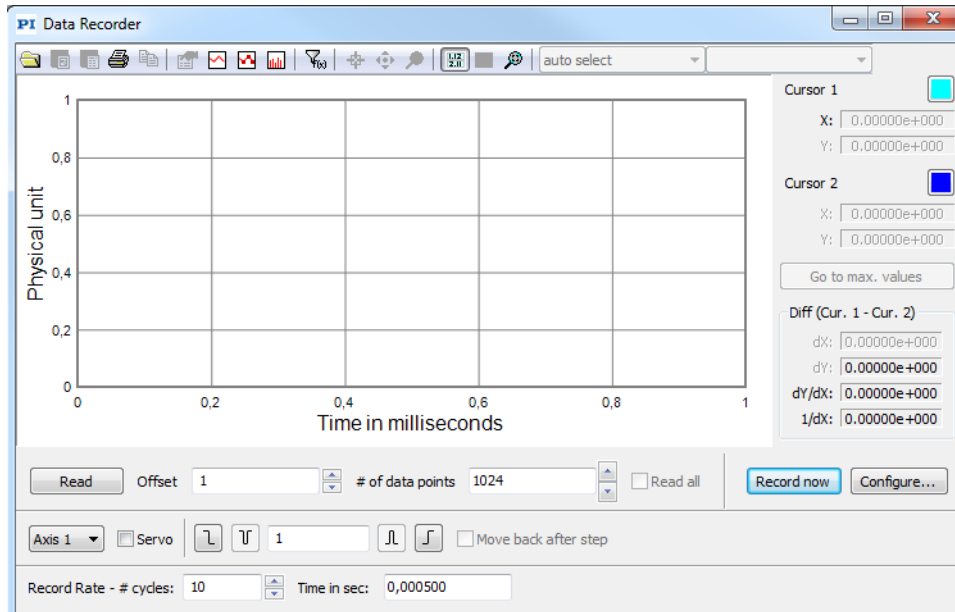 PI Data Recorder
auto select
Cursor 1
X: 0.00000e+000
Y: 0.00000e+000
Cursor 2
X: 0.00000e+000
Y: 0.00000e+000
Go to max. values
Diff (Cur. 1 - Cur. 2)
dX: 0.00000e+000
dY: 0.00000e+000
dY/dX: 0.00000e+000
1/dX: 0.00000e+000
Physical unit
1
0,8
0,6
0,4
0,2
0
0 0,2 0,4 0,6 0,8 1
Time in milliseconds
Read Offset 1 # of data points 1024 Read all Record now Configure...
Axis 1 Servo 1 Move back after step
Record Rate - # cycles: 10 Time in sec: 0,000500